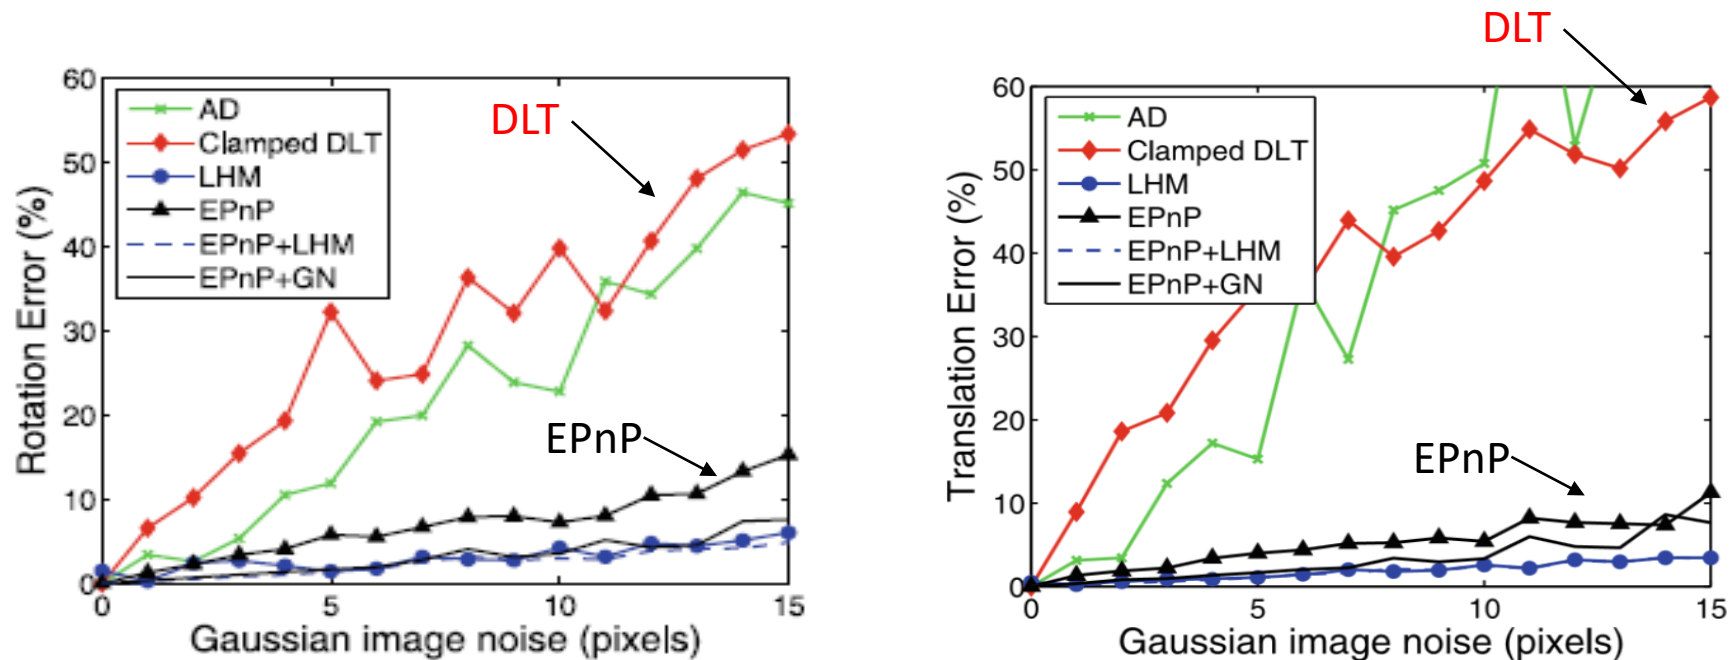 DLT
60
50
40
30
20
10
0
Rotation Error (%)
AD
Clamped DLT
LHM
EPnP
EPnP+LHM
EPnP+GN
EPnP
0 5 10 15
Gaussian image noise (pixels)
DLT
60
50
40
30
20
10
0
Translation Error (%)
AD
Clamped DLT
LHM
EPnP
EPnP+LHM
EPnP+GN
EPnP
0 5 10 15
Gaussian image noise (pixels)